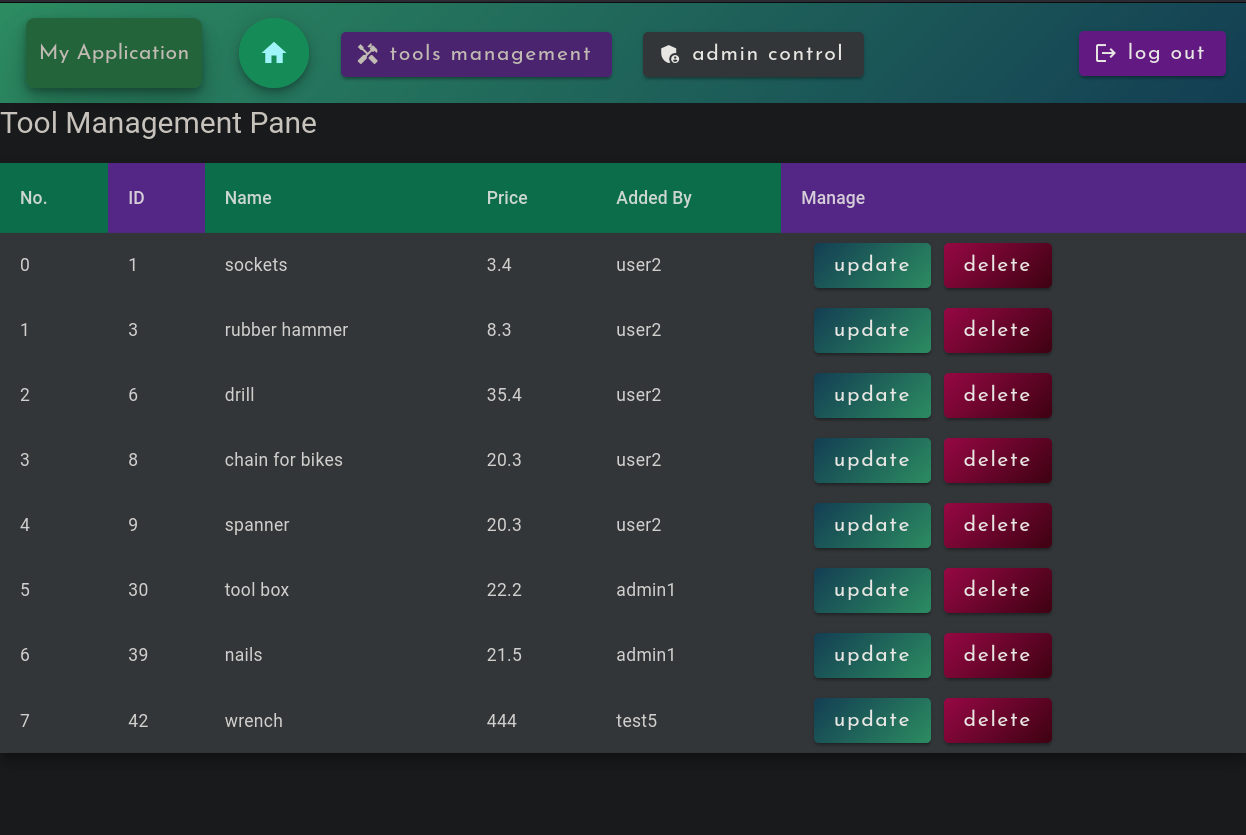 My Application tools management admin control log out
Tool Management Pane
No. ID Name Price Added By Manage
0 1 sockets 3.4 user2 update delete
1 3 rubber hammer 8.3 user2 update delete
2 6 drill 35.4 user2 update delete
3 8 chain for bikes 20.3 user2 update delete
4 9 spanner 20.3 user2 update delete
5 30 tool box 22.2 admin1 update delete
6 39 nails 21.5 admin1 update delete
7 42 wrench 444 test5 update delete